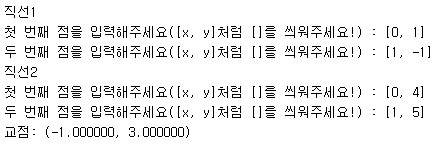 직선1
첫 번째 점을 입력해주세요([x, y]처럼 []를 씌워주세요!) : [0, 1]
두 번째 점을 입력해주세요([x, y]처럼 []를 씌워주세요!) : [1, -1]
직선2
첫 번째 점을 입력해주세요([x, y]처럼 []를 씌워주세요!) : [0, 4]
두 번째 점을 입력해주세요([x, y]처럼 []를 씌워주세요!) : [1, 5]
교점: (-1.000000, 3.000000)